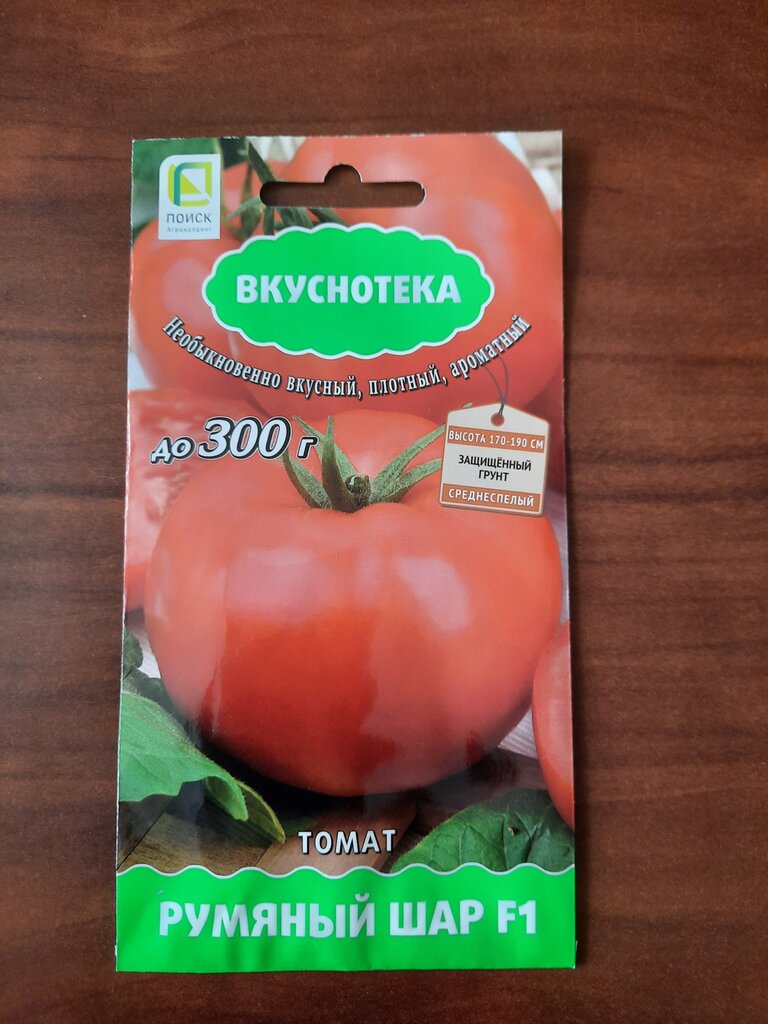 ПОИСК
Агрохолдинг
ВКУСНОТЕКА
Необыкновенно вкусный, плотный, ароматный
до 300 г
ВЫСОТА 170-190 СМ
ЗАЩИЩЁННЫЙ
ГРУНТ
СРЕДНЕСПЕЛЫЙ
ТОМАТ
РУМЯНЫЙ ШАР F1